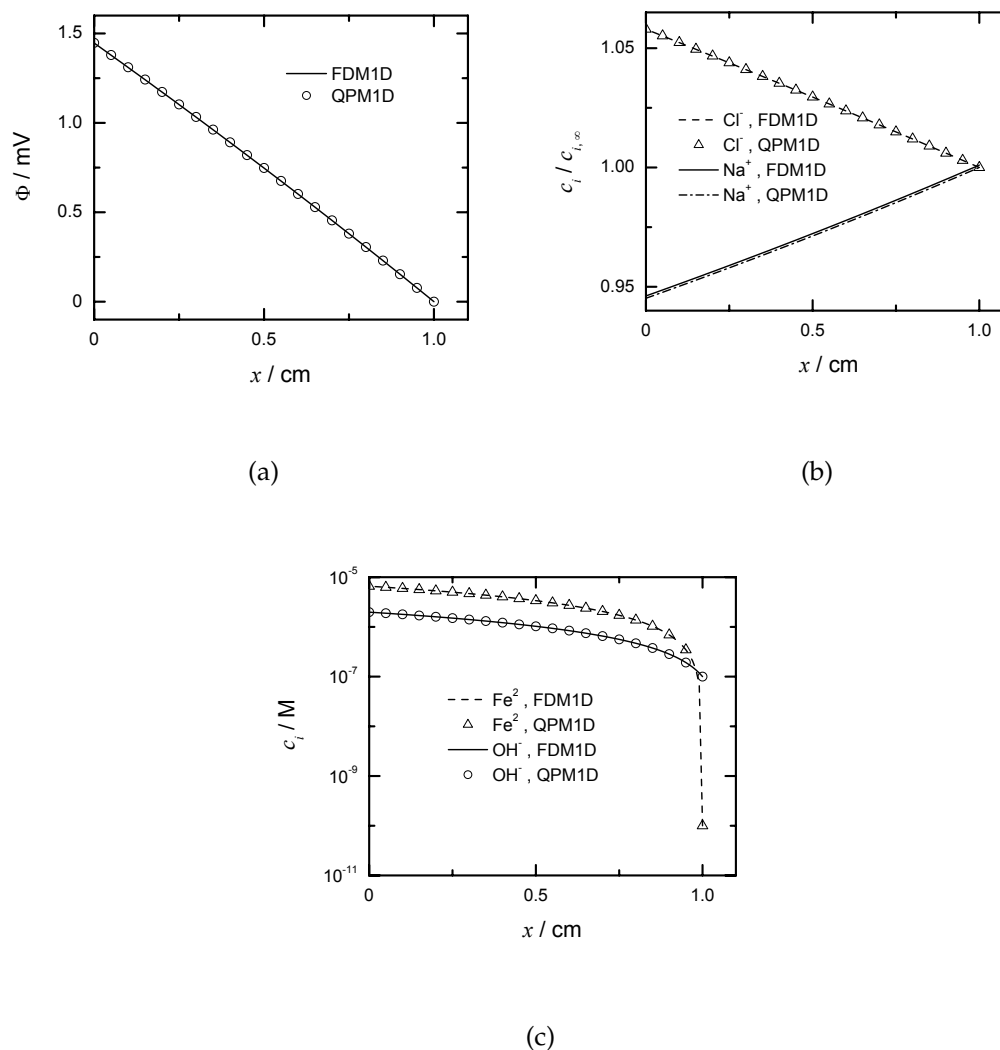 1.5
1.0
0.5
0
Φ / mV
FDM1D
QPM1D
0 0.5 1.0
x / cm
(a)
1.05
1.00
0.95
c_i / c_{i,∞}
Cl⁻, FDM1D
Cl⁻, QPM1D
Na⁺, FDM1D
Na⁺, QPM1D
0 0.5 1.0
x / cm
(b)
10⁻⁵
10⁻⁷
10⁻⁹
10⁻¹¹
c_i / M
Fe², FDM1D
Fe², QPM1D
OH⁻, FDM1D
OH⁻, QPM1D
0 0.5 1.0
x / cm
(c)